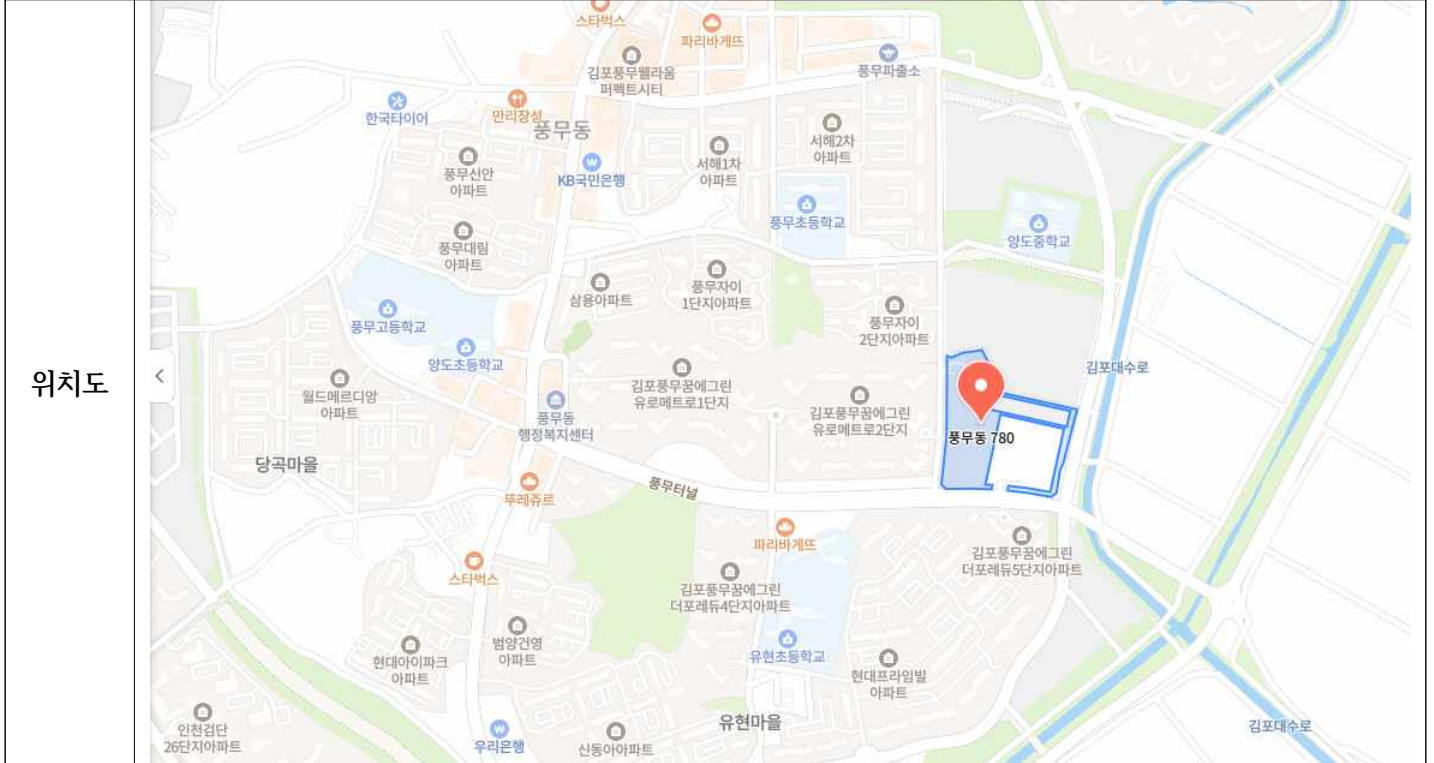 위치도
스타벅스
파리바게뜨
김포풍무웰라움
퍼펙트시티
풍무파출소
한국타이어
만리장성
풍무동
서해2차
아파트
서해1차
아파트
풍무신안
아파트
KB국민은행
풍무초등학교
양도중학교
풍무대림
아파트
삼용아파트
풍무자이
1단지아파트
풍무고등학교
풍무자이
2단지아파트
양도초등학교
김포대수로
월드메르디앙
아파트
김포풍무꿈에그린
유로메트로1단지
풍무동
행정복지센터
김포풍무꿈에그린
유로메트로2단지
풍무동 780
당곡마을
뚜레쥬르
풍무터널
파리바게뜨
김포풍무꿈에그린
더포레듀5단지아파트
스타벅스
김포풍무꿈에그린
더포레듀4단지아파트
범양건영
아파트
현대아이파크
아파트
유현초등학교
현대프라임빌
아파트
인천검단
26단지아파트
우리은행
신동아아파트
유현마을
김포대수로